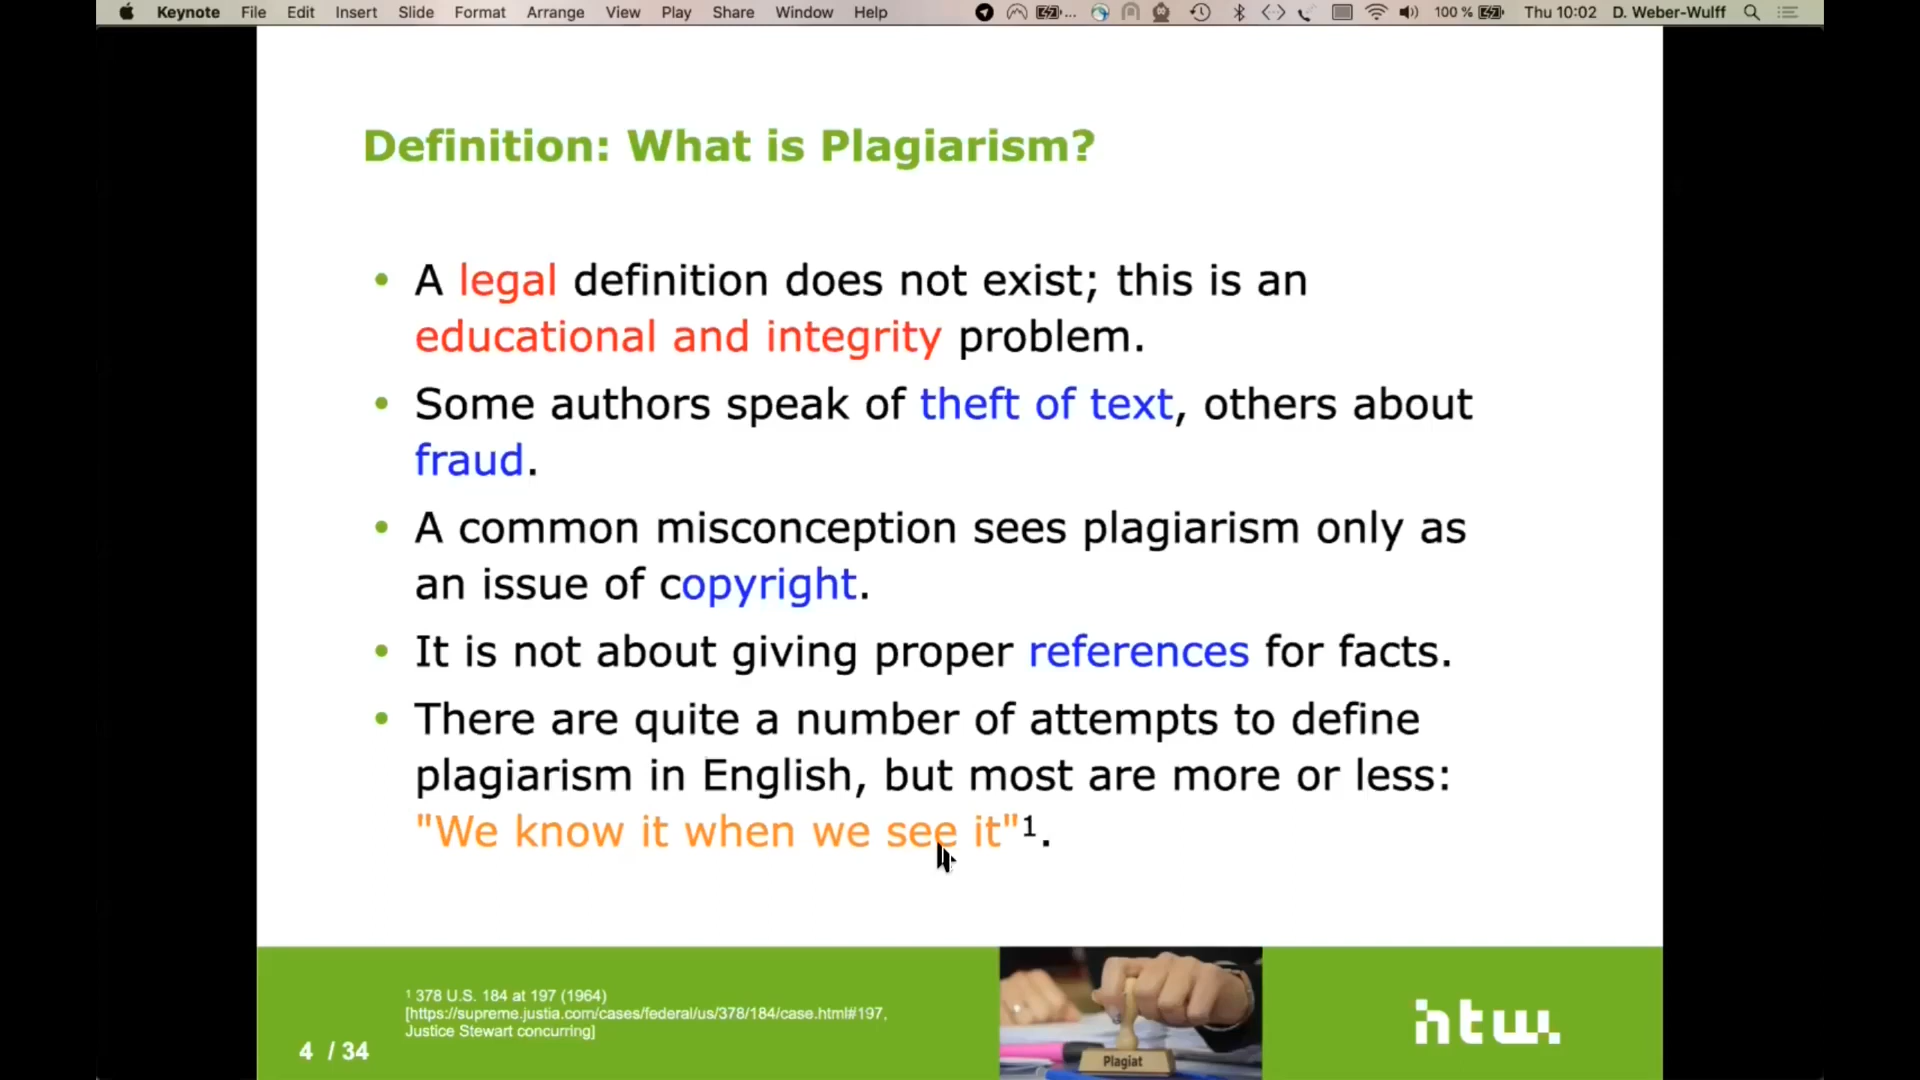 Keynote File Edit Insert Slide Format Arrange View Play Share Window Help 100 % Thu 10:02 D. Weber-Wulff
Definition: What is Plagiarism?
• A legal definition does not exist; this is an
educational and integrity problem.
• Some authors speak of theft of text, others about
fraud.
• A common misconception sees plagiarism only as
an issue of copyright.
• It is not about giving proper references for facts.
• There are quite a number of attempts to define
plagiarism in English, but most are more or less:
"We know it when we see it"¹.
¹ 378 U.S. 184 at 197 (1964)
[https://supreme.justia.com/cases/federal/us/378/184/case.html#197,
Justice Stewart concurring]
4 / 34
Plagiat
htw.